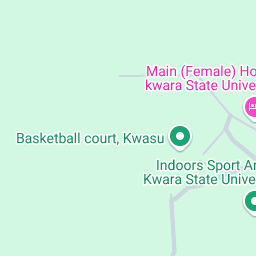 Main (Female) Ho
kwara State Unive
Basketball court, Kwasu
Indoors Sport Ar
Kwara State Unive